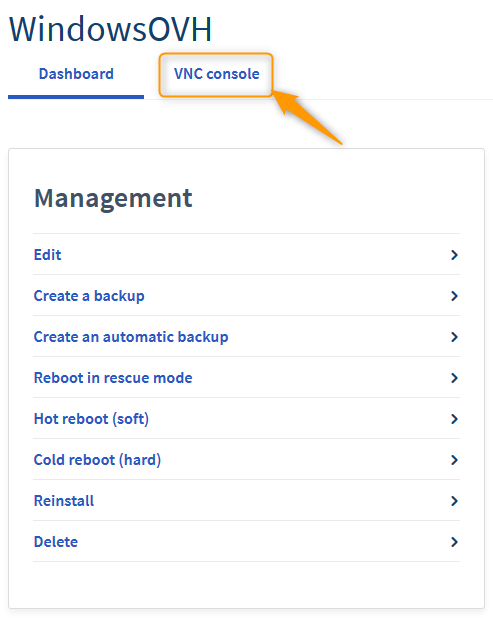 WindowsOVH
Dashboard VNC console
Management
Edit
Create a backup
Create an automatic backup
Reboot in rescue mode
Hot reboot (soft)
Cold reboot (hard)
Reinstall
Delete